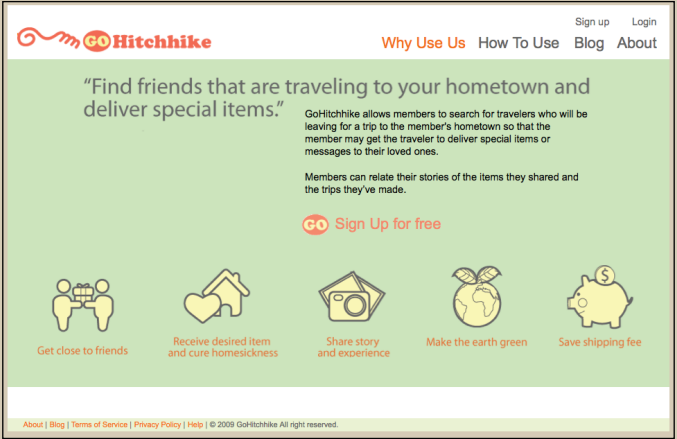 Sign up Login
GO Hitchhike
Why Use Us How To Use Blog About
“Find friends that are traveling to your hometown and
deliver special items.”
GoHitchhike allows members to search for travelers who will be
leaving for a trip to the member's hometown so that the
member may get the traveler to deliver special items or
messages to their loved ones.
Members can relate their stories of the items they shared and
the trips they've made.
GO Sign Up for free
$
Get close to friends
Receive desired item
and cure homesickness
Share story
and experience
Make the earth green
Save shipping fee
About | Blog | Terms of Service | Privacy Policy | Help | © 2009 GoHitchhike All right reserved.